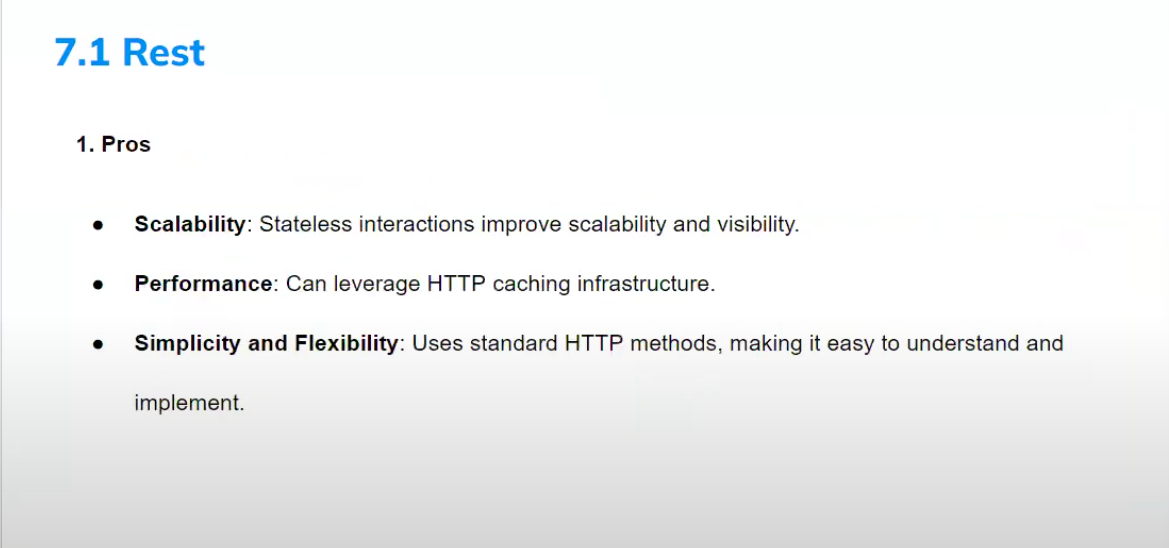 7.1 Rest
1. Pros
● Scalability: Stateless interactions improve scalability and visibility.
● Performance: Can leverage HTTP caching infrastructure.
● Simplicity and Flexibility: Uses standard HTTP methods, making it easy to understand and
implement.